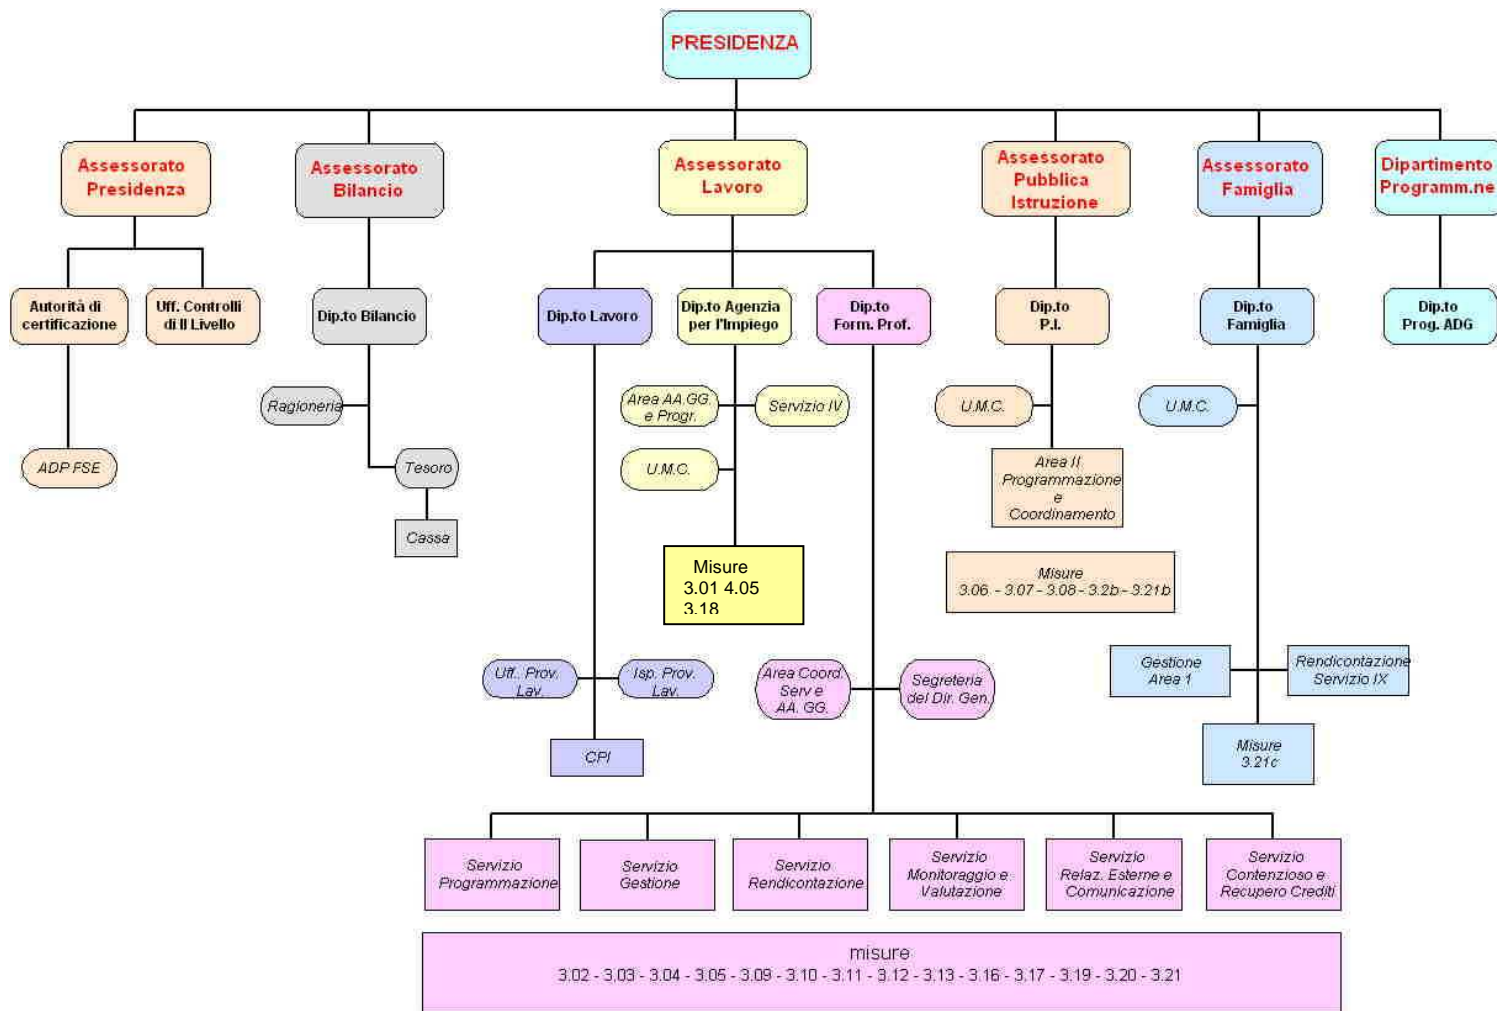 PRESIDENZA
Assessorato
Presidenza
Assessorato
Bilancio
Assessorato
Lavoro
Assessorato
Pubblica
Istruzione
Assessorato
Famiglia
Dipartimento
Programm.ne
Autorità di
certificazione
Uff. Controlli
di II Livello
Dip.to Bilancio
Dip.to Lavoro
Dip.to Agenzia
per l'Impiego
Dip.to
Form. Prof.
Dip.to
P.I.
Dip.to
Famiglia
Dip.to
Prog. ADG
Ragioneria
Area AA.GG.
e Progr.
Servizio IV
U.M.C.
U.M.C.
ADP FSE
Tesoro
U.M.C.
Area II
Programmazione
e
Coordinamento
Cassa
Misure
3.01 4.05
3.18
Misure
3.06 - 3.07 - 3.08 - 3.2b - 3.21b
Uff.. Prov.
Lav.
Isp. Prov.
Lav.
Area Coord.
Serv e
AA. GG.
Segreteria
del Dir. Gen.
Gestione
Area 1
Rendicontazione
Servizio IX
CPI
Misure
3.21c
Servizio
Programmazione
Servizio
Gestione
Servizio
Rendicontazione
Servizio
Monitoraggio e
Valutazione
Servizio
Relaz. Esterne e
Comunicazione
Servizio
Contenzioso e
Recupero Crediti
misure
3.02 - 3.03 - 3.04 - 3.05 - 3.09 - 3.10 - 3.11 - 3.12 - 3.13 - 3.16 - 3.17 - 3.19 - 3.20 - 3.21